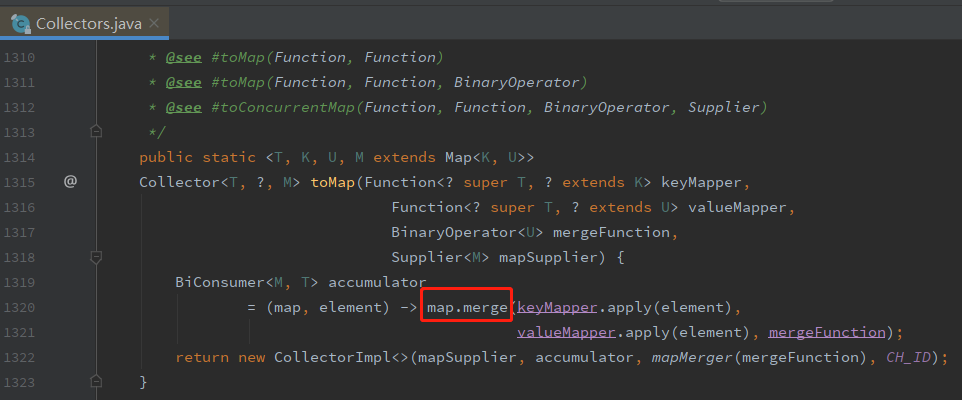 Collectors.java
1310 * @see #toMap(Function, Function)
1311 * @see #toMap(Function, Function, BinaryOperator)
1312 * @see #toConcurrentMap(Function, Function, BinaryOperator, Supplier)
1313 */
1314 public static <T, K, U, M extends Map<K, U>>
1315 @ Collector<T, ?, M> toMap(Function<? super T, ? extends K> keyMapper,
1316 Function<? super T, ? extends U> valueMapper,
1317 BinaryOperator<U> mergeFunction,
1318 Supplier<M> mapSupplier) {
1319 BiConsumer<M, T> accumulator
1320 = (map, element) -> map.merge(keyMapper.apply(element),
1321 valueMapper.apply(element), mergeFunction);
1322 return new CollectorImpl<>(mapSupplier, accumulator, mapMerger(mergeFunction), CH_ID);
1323 }